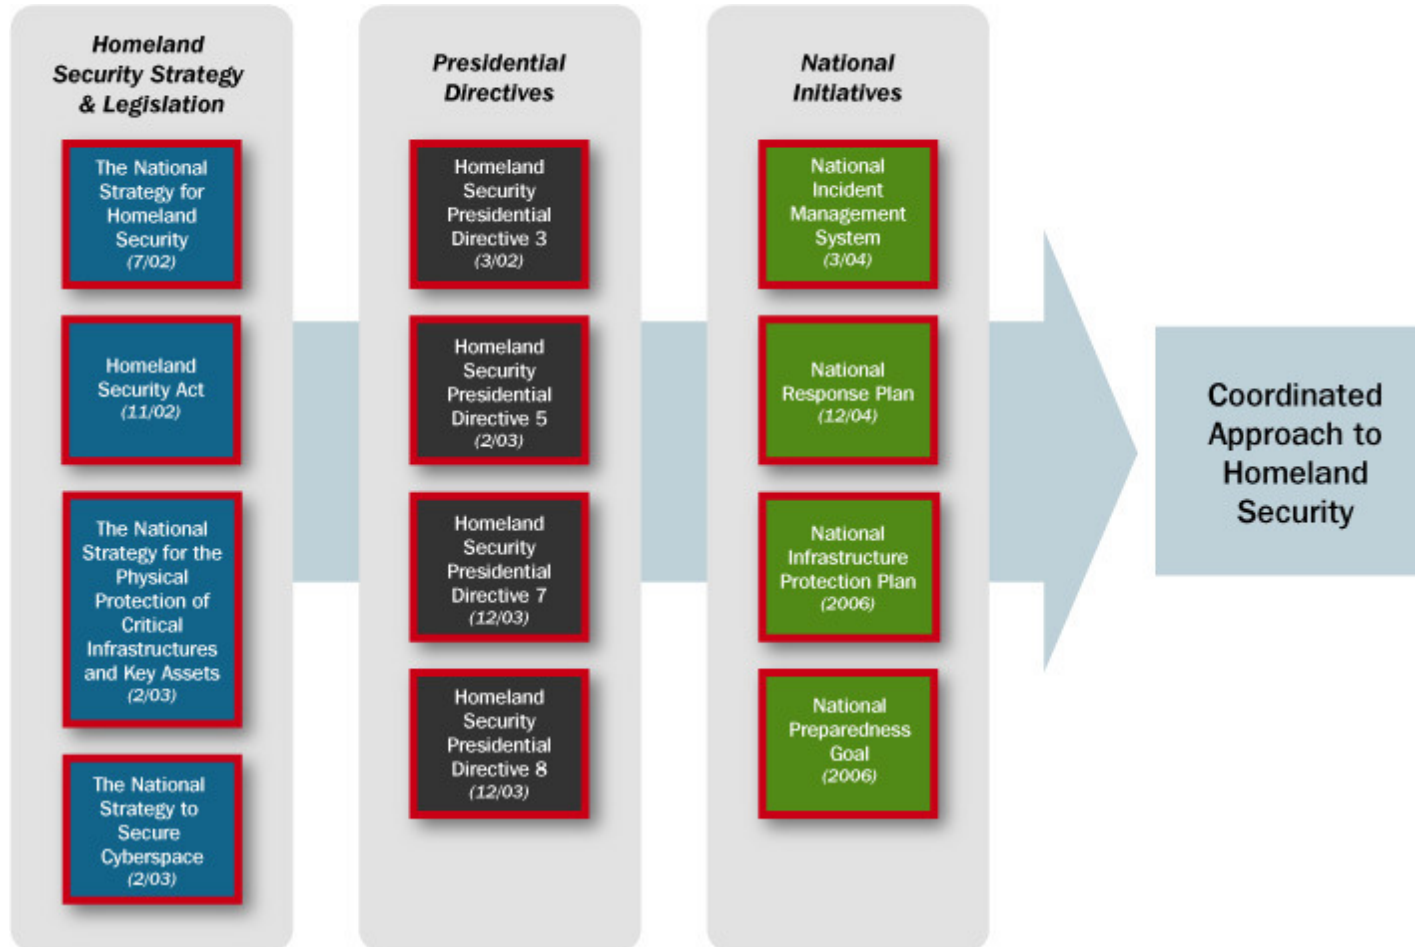 Homeland
Security Strategy
& Legislation
The National
Strategy for
Homeland
Security
(7/02)
Homeland
Security Act
(11/02)
The National
Strategy for the
Physical
Protection of
Critical
Infrastructures
and Key Assets
(2/03)
The National
Strategy to
Secure
Cyberspace
(2/03)
Presidential
Directives
Homeland
Security
Presidential
Directive 3
(3/02)
Homeland
Security
Presidential
Directive 5
(2/03)
Homeland
Security
Presidential
Directive 7
(12/03)
Homeland
Security
Presidential
Directive 8
(12/03)
National
Initiatives
National
Incident
Management
System
(3/04)
National
Response Plan
(12/04)
National
Infrastructure
Protection Plan
(2006)
National
Preparedness
Goal
(2006)
Coordinated
Approach to
Homeland
Security